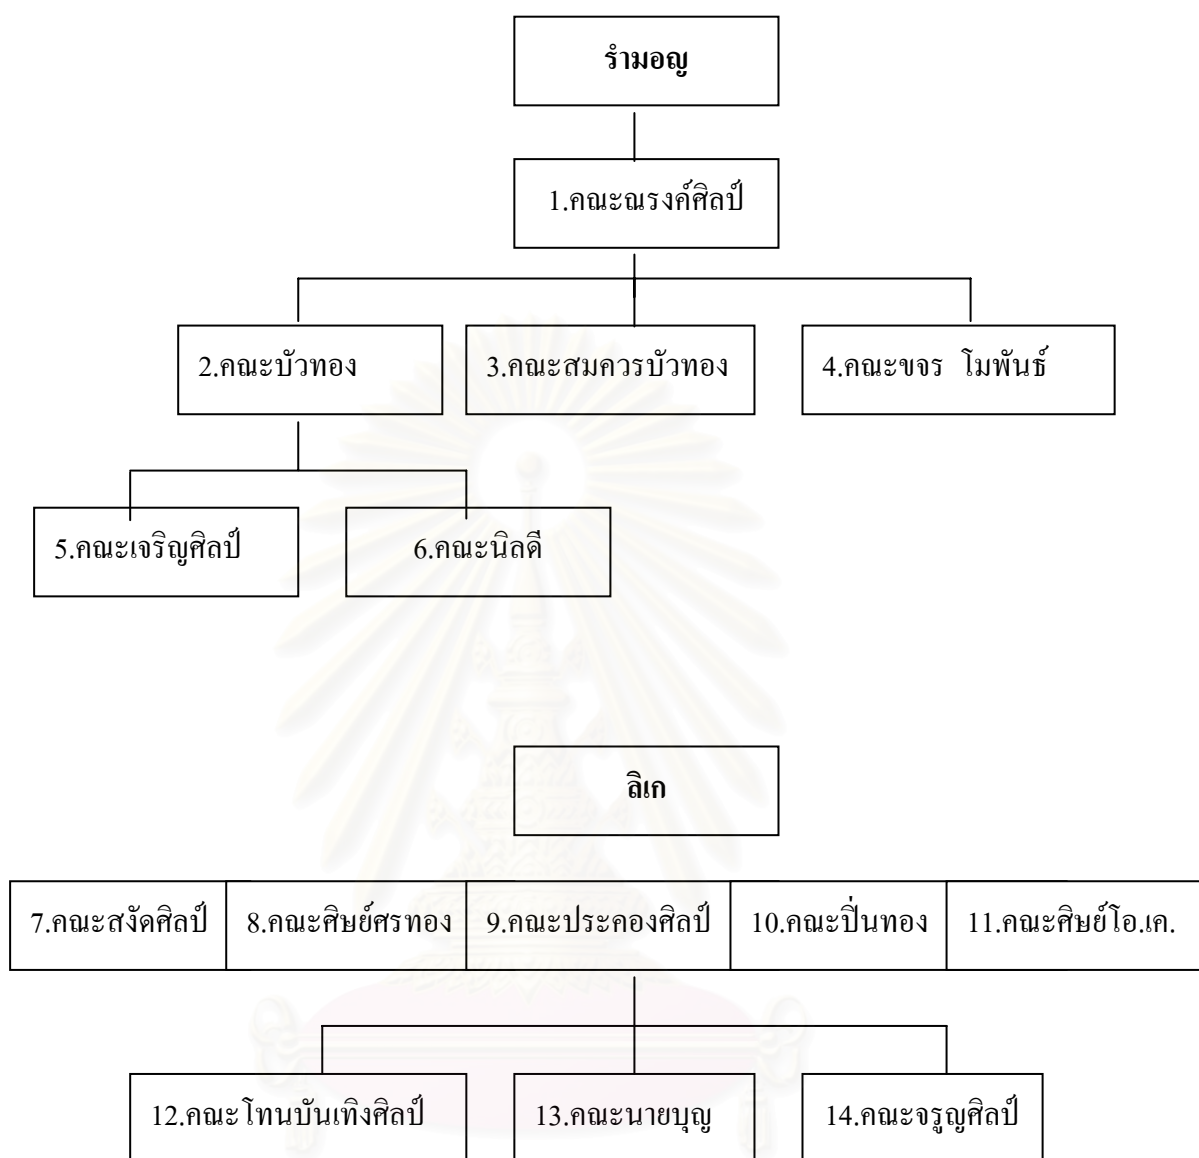 รำมอญ
1.คณะณรงค์ศิลป์
2.คณะบัวทอง
3.คณะสมควรบัวทอง
4.คณะขจร โมพันธ์
5.คณะเจริญศิลป์
6.คณะนิลดี
ลิเก
7.คณะสงัดศิลป์
8.คณะศิษย์ศรทอง
9.คณะประคองศิลป์
10.คณะปิ่นทอง
11.คณะศิษย์โอ.เค.
12.คณะโทนบันเทิงศิลป์
13.คณะนายบุญ
14.คณะจรูญศิลป์